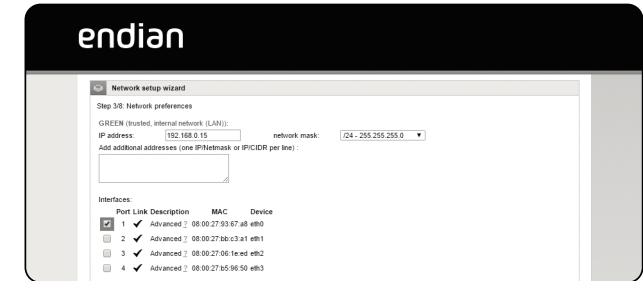 endian
Network setup wizard
Step 3/8: Network preferences
GREEN (trusted, internal network (LAN)):
IP address: 192.168.0.15 network mask: /24 - 255.255.255.0
Add additional addresses (one IP/Netmask or IP/CIDR per line) :
Interfaces:
Port Link Description MAC Device
1 ✔ Advanced ? 08:00:27:93:67:a8 eth0
2 ✔ Advanced ? 08:00:27:bb:c3:a1 eth1
3 ✔ Advanced ? 08:00:27:06:1e:ed eth2
4 ✔ Advanced ? 08:00:27:b5:96:50 eth3